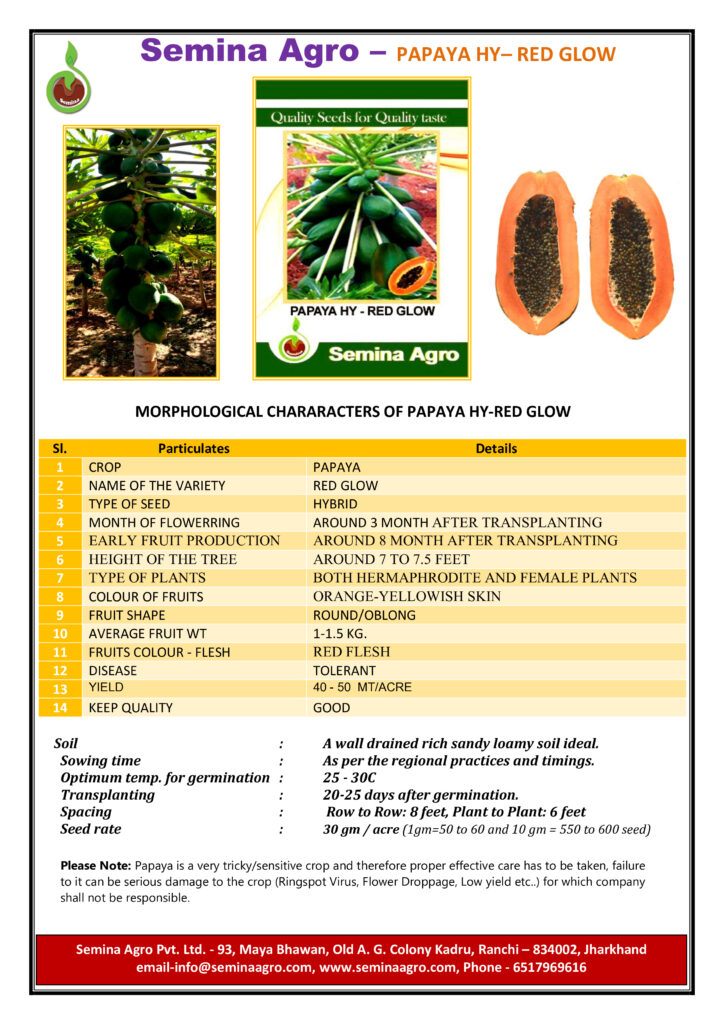 Semina Agro – PAPAYA HY– RED GLOW
Semina
Quality Seeds for Quality taste
PAPAYA HY - RED GLOW
Semina Agro
MORPHOLOGICAL CHARARACTERS OF PAPAYA HY-RED GLOW
Sl. Particulates Details
1 CROP PAPAYA
2 NAME OF THE VARIETY RED GLOW
3 TYPE OF SEED HYBRID
4 MONTH OF FLOWERRING AROUND 3 MONTH AFTER TRANSPLANTING
5 EARLY FRUIT PRODUCTION AROUND 8 MONTH AFTER TRANSPLANTING
6 HEIGHT OF THE TREE AROUND 7 TO 7.5 FEET
7 TYPE OF PLANTS BOTH HERMAPHRODITE AND FEMALE PLANTS
8 COLOUR OF FRUITS ORANGE-YELLOWISH SKIN
9 FRUIT SHAPE ROUND/OBLONG
10 AVERAGE FRUIT WT 1-1.5 KG.
11 FRUITS COLOUR - FLESH RED FLESH
12 DISEASE TOLERANT
13 YIELD 40 - 50 MT/ACRE
14 KEEP QUALITY GOOD
Soil : A wall drained rich sandy loamy soil ideal.
Sowing time : As per the regional practices and timings.
Optimum temp. for germination : 25 - 30C
Transplanting : 20-25 days after germination.
Spacing : Row to Row: 8 feet, Plant to Plant: 6 feet
Seed rate : 30 gm / acre (1gm=50 to 60 and 10 gm = 550 to 600 seed)
Please Note: Papaya is a very tricky/sensitive crop and therefore proper effective care has to be taken, failure
to it can be serious damage to the crop (Ringspot Virus, Flower Droppage, Low yield etc..) for which company
shall not be responsible.
Semina Agro Pvt. Ltd. - 93, Maya Bhawan, Old A. G. Colony Kadru, Ranchi – 834002, Jharkhand
email-info@seminaagro.com, www.seminaagro.com, Phone - 6517969616